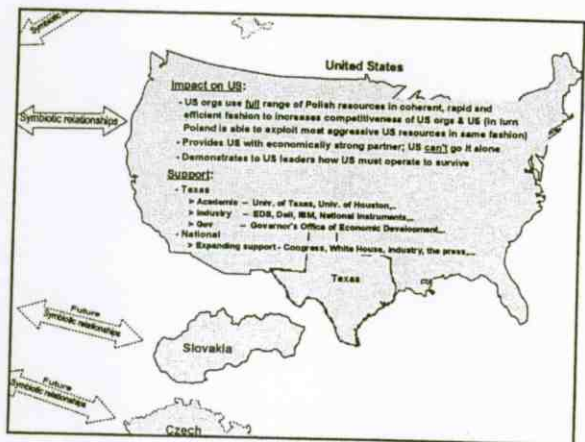 Symbiotic
United States
Impact on US:
- US orgs use full range of Polish resources in coherent, rapid and
efficient fashion to increases competitiveness of US orgs & US (in turn
Poland is able to exploit most aggressive US resources in same fashion)
- Provides US with economically strong partner; US can't go it alone
- Demonstrates to US leaders how US must operate to survive
Symbiotic relationships
Support:
- Texas
> Academia – Univ. of Texas, Univ. of Houston,..
> Industry – EDS, Dell, IBM, National Instruments,..
> Gov – Governor's Office of Economic Development,..
- National
> Expanding support - Congress, White House, industry, the press,...
Texas
Future
Symbiotic relationships
Slovakia
Future
Symbiotic relationships
Czech